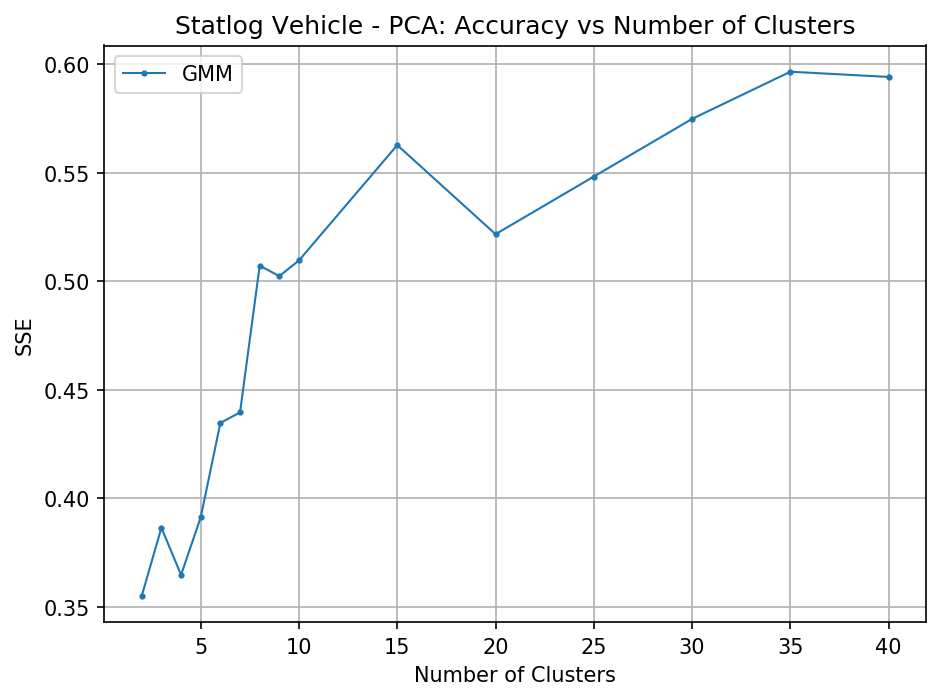 Statlog Vehicle - PCA: Accuracy vs Number of Clusters
GMM
0.60
0.55
0.50
0.45
0.40
0.35
SSE
5 10 15 20 25 30 35 40
Number of Clusters